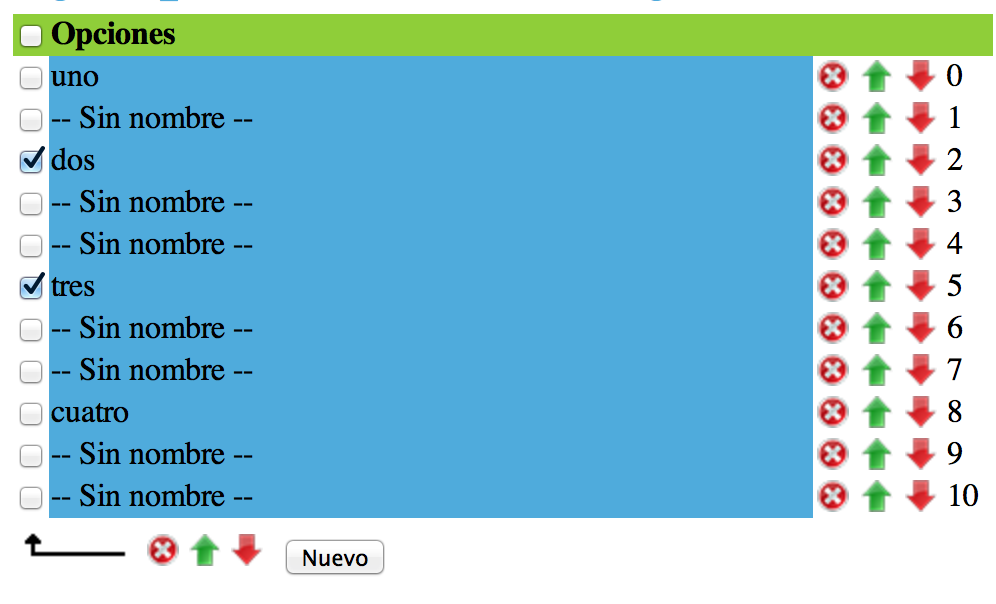 Opciones
uno 0
-- Sin nombre -- 1
dos 2
-- Sin nombre -- 3
-- Sin nombre -- 4
tres 5
-- Sin nombre -- 6
-- Sin nombre -- 7
cuatro 8
-- Sin nombre -- 9
-- Sin nombre -- 10
Nuevo